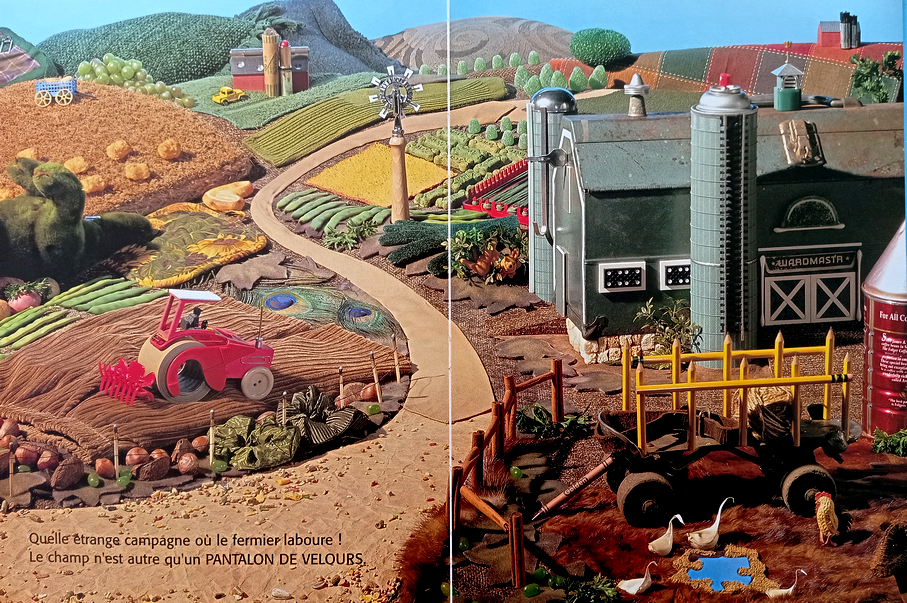 WARDMASTR
For All Co
Quelle étrange campagne où le fermier laboure !
Le champ n'est autre qu'un PANTALON DE VELOURS.